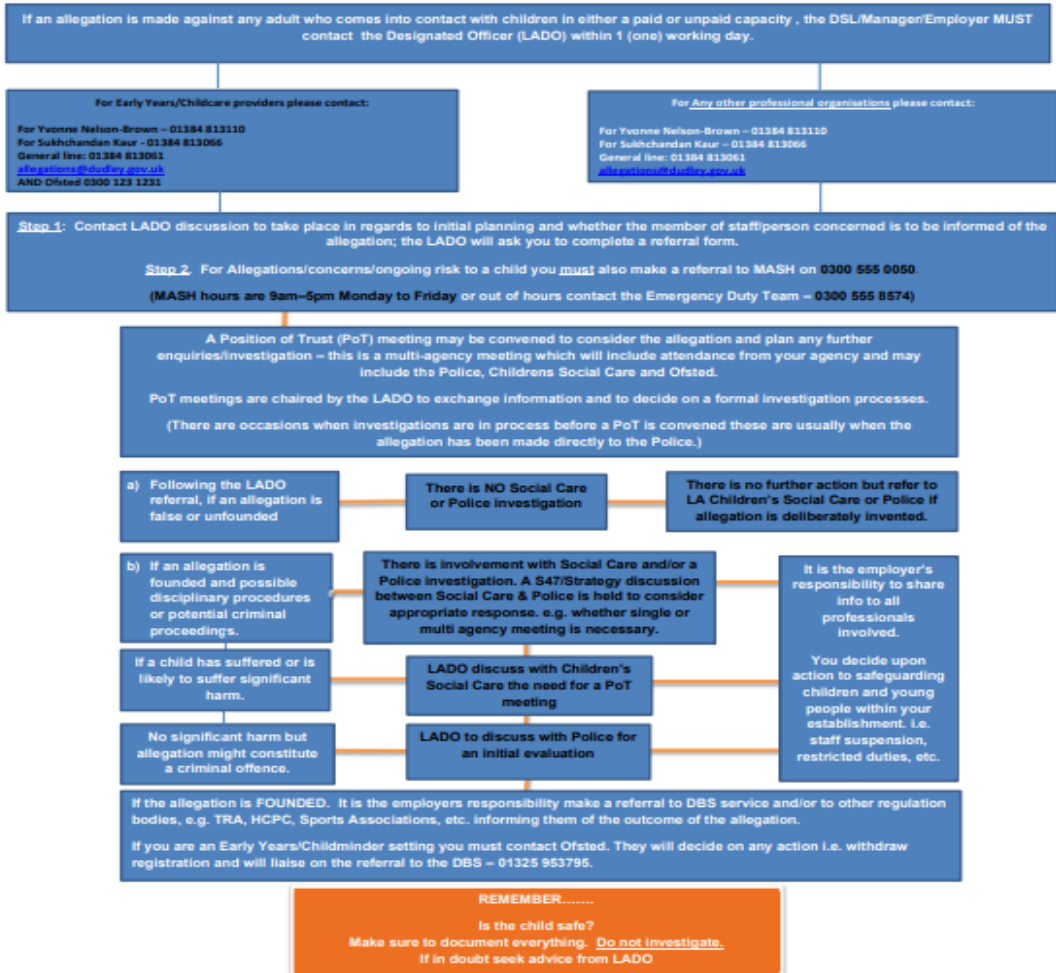 If an allegation is made against any adult who comes into contact with children in either a paid or unpaid capacity , the DSL/Manager/Employer MUST
contact the Designated Officer (LADO) within 1 (one) working day.
For Early Years/Childcare providers please contact:
For Yvonne Nelson-Brown – 01384 813110
For Sukhchandan Kaur - 01384 813066
General line: 01384 813061
allegations@dudley.gov.uk
AND Ofsted 0300 123 1231
For Any other professional organisations please contact:
For Yvonne Nelson-Brown – 01384 813110
For Sukhchandan Kaur – 01384 813066
General line: 01384 813061
allegations@dudley.gov.uk
Step 1: Contact LADO discussion to take place in regards to initial planning and whether the member of staff/person concerned is to be informed of the
allegation; the LADO will ask you to complete a referral form.
Step 2. For Allegations/concerns/ongoing risk to a child you must also make a referral to MASH on 0300 555 0050.
(MASH hours are 9am–5pm Monday to Friday or out of hours contact the Emergency Duty Team – 0300 555 8574)
A Position of Trust (PoT) meeting may be convened to consider the allegation and plan any further
enquiries/investigation – this is a multi-agency meeting which will include attendance from your agency and may
include the Police, Childrens Social Care and Ofsted.
PoT meetings are chaired by the LADO to exchange information and to decide on a formal investigation processes.
(There are occasions when investigations are in process before a PoT is convened these are usually when the
allegation has been made directly to the Police.)
a) Following the LADO
referral, if an allegation is
false or unfounded
There is NO Social Care
or Police investigation
There is no further action but refer to
LA Children's Social Care or Police if
allegation is deliberately invented.
b) If an allegation is
founded and possible
disciplinary procedures
or potential criminal
proceedings.
There is involvement with Social Care and/or a
Police investigation. A S47/Strategy discussion
between Social Care & Police is held to consider
appropriate response. e.g. whether single or
multi agency meeting is necessary.
It is the employer's
responsibility to share
info to all
professionals
involved.
You decide upon
action to safeguarding
children and young
people within your
establishment. i.e.
staff suspension,
restricted duties, etc.
If a child has suffered or is
likely to suffer significant
harm.
LADO discuss with Children's
Social Care the need for a PoT
meeting
No significant harm but
allegation might constitute
a criminal offence.
LADO to discuss with Police for
an initial evaluation
If the allegation is FOUNDED. It is the employers responsibility make a referral to DBS service and/or to other regulation
bodies, e.g. TRA, HCPC, Sports Associations, etc. informing them of the outcome of the allegation.
If you are an Early Years/Childminder setting you must contact Ofsted. They will decide on any action i.e. withdraw
registration and will liaise on the referral to the DBS – 01325 953795.
REMEMBER.......
Is the child safe?
Make sure to document everything. Do not investigate.
If in doubt seek advice from LADO